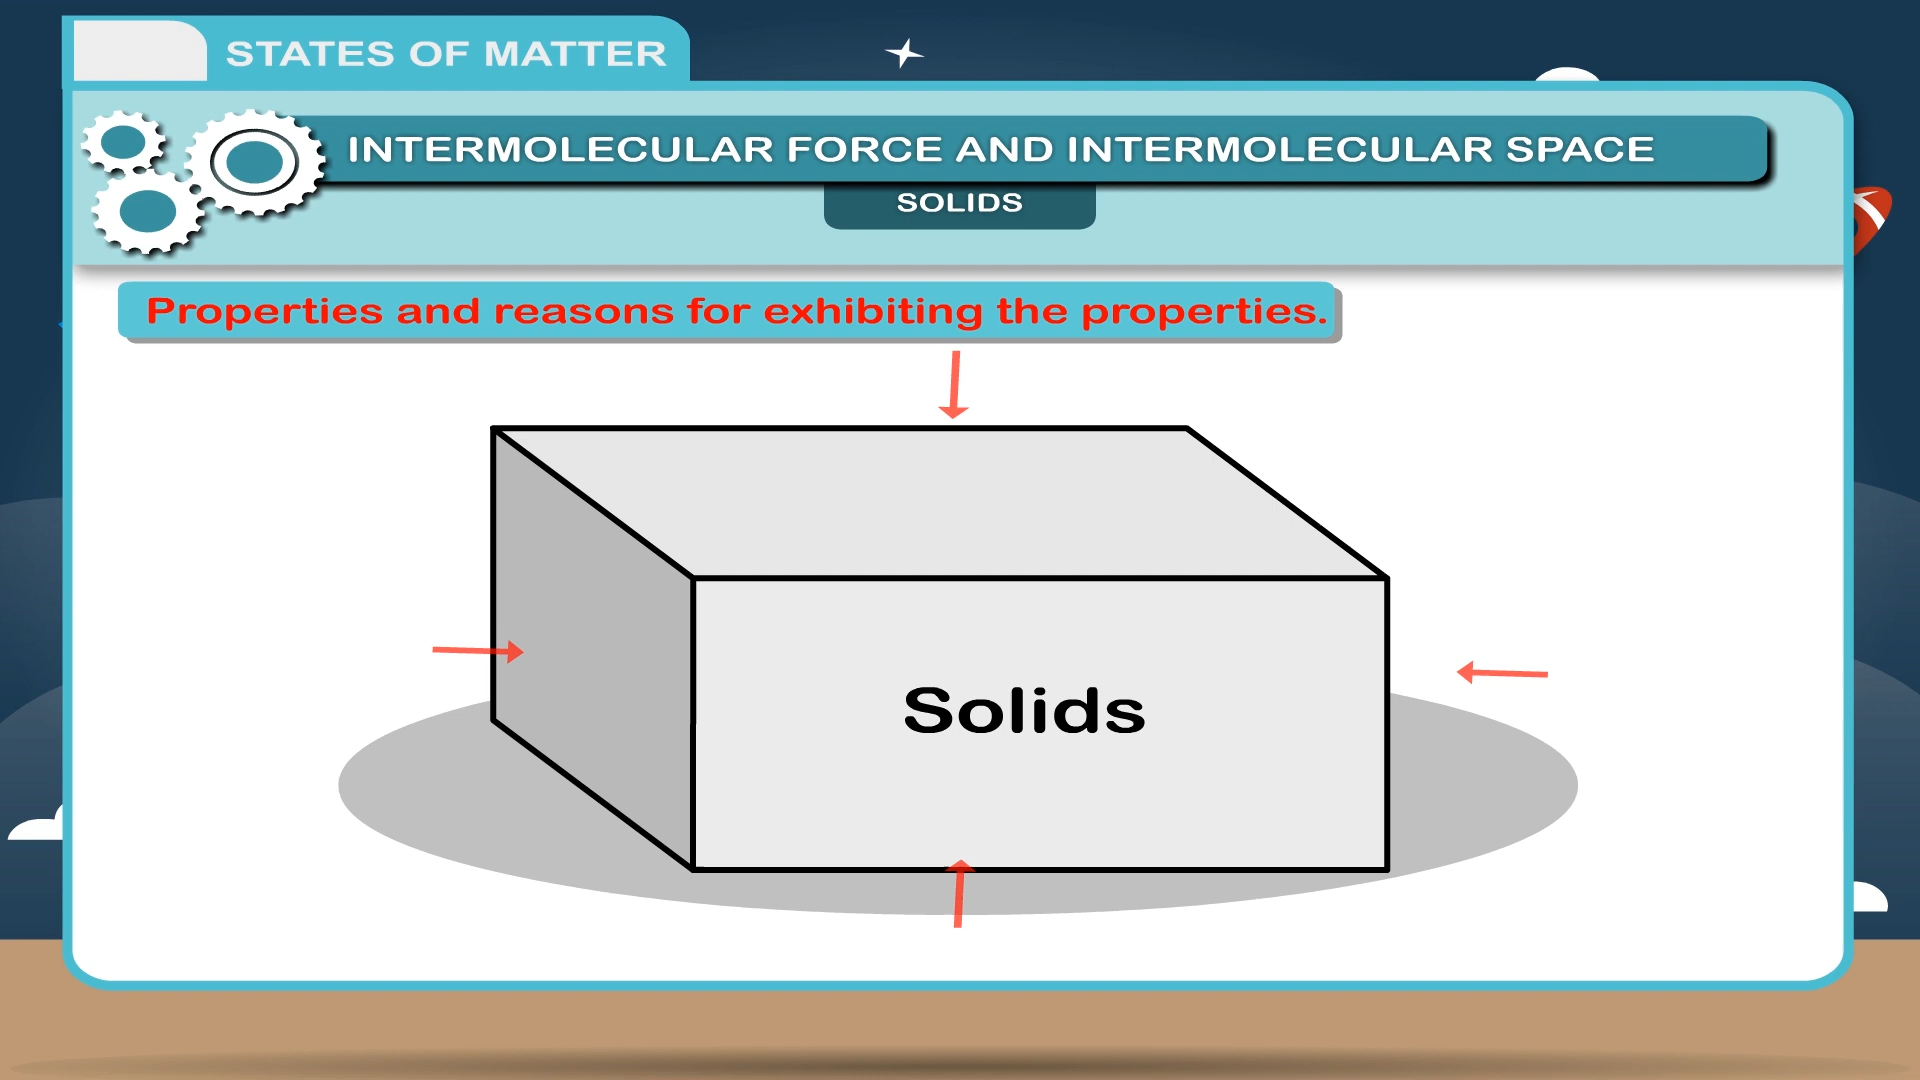 STATES OF MATTER
INTERMOLECULAR FORCE AND INTERMOLECULAR SPACE
SOLIDS
Properties and reasons for exhibiting the properties.
Solids